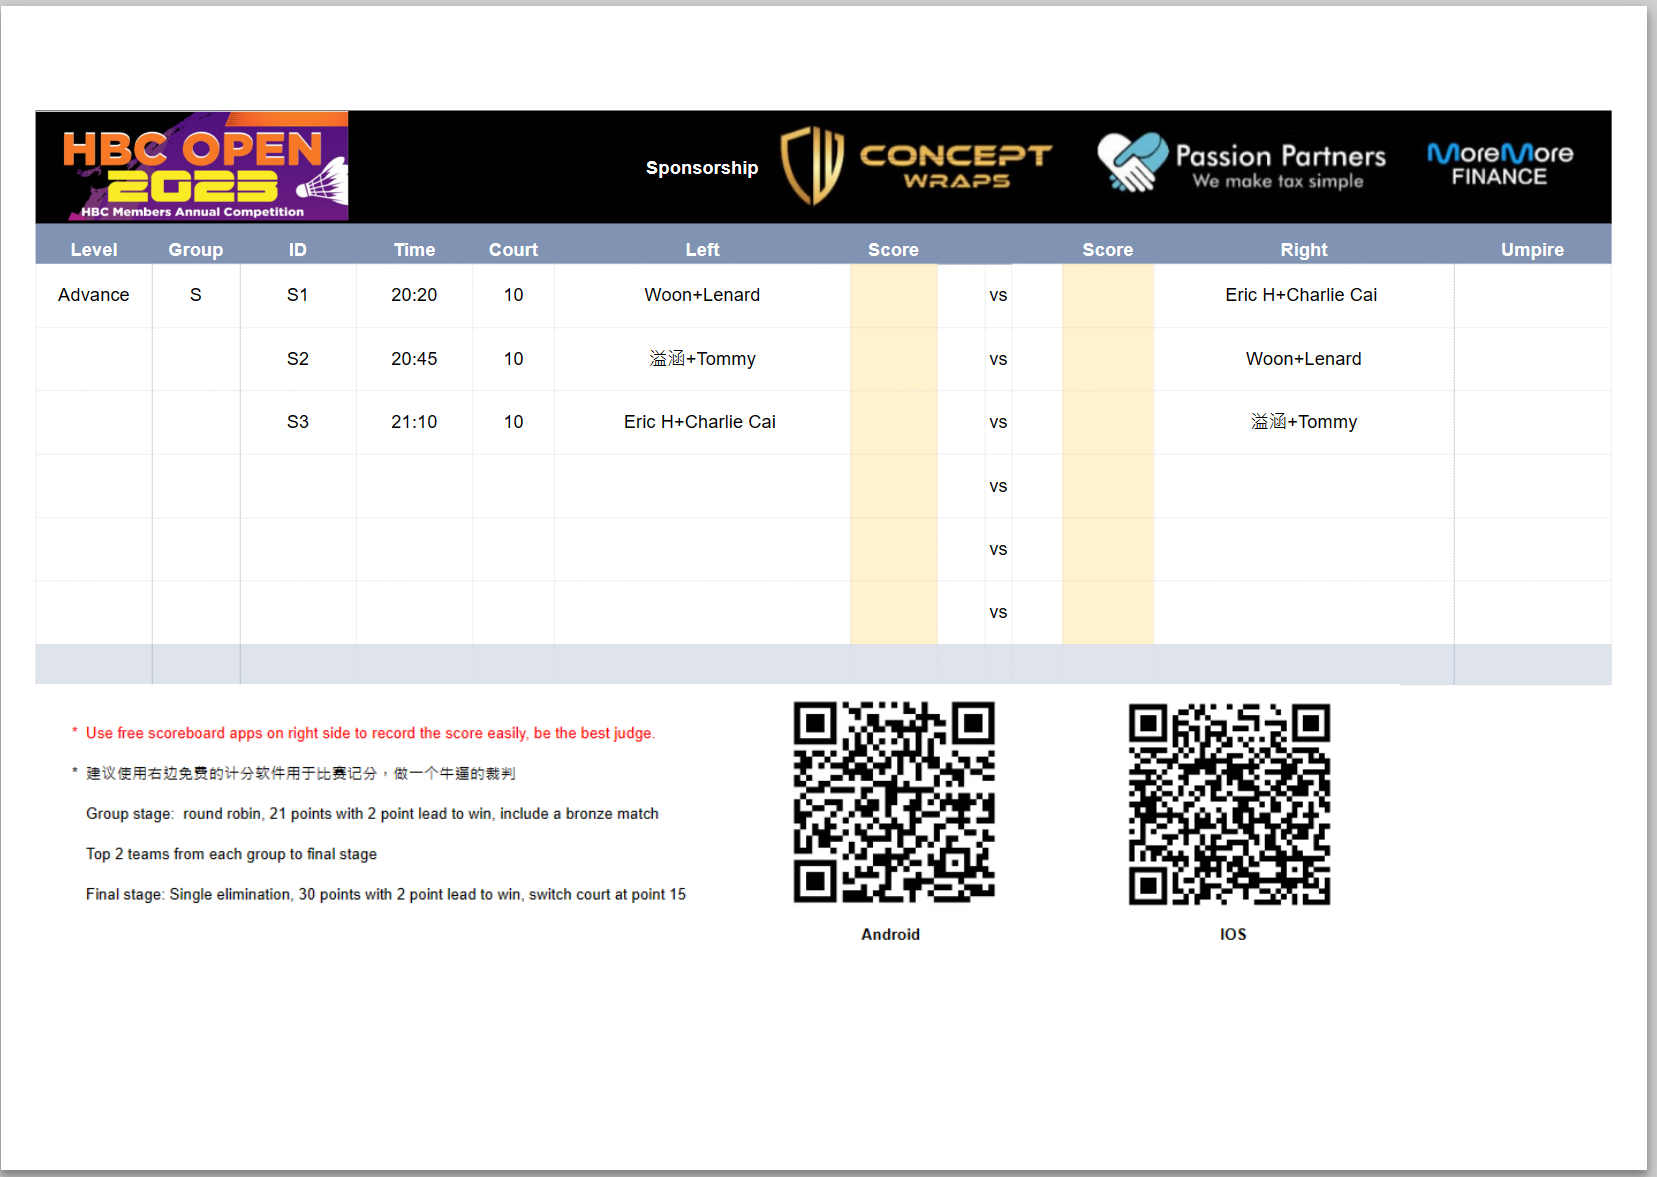 HBC OPEN
2023
HBC Members Annual Competition
Sponsorship
CONCEPT
WRAPS
Passion Partners
We make tax simple
MoreMore
FINANCE
Level Group ID Time Court Left Score Score Right Umpire
Advance S S1 20:20 10 Woon+Lenard vs Eric H+Charlie Cai
S2 20:45 10 溢涵+Tommy vs Woon+Lenard
S3 21:10 10 Eric H+Charlie Cai vs 溢涵+Tommy
vs
vs
vs
* Use free scoreboard apps on right side to record the score easily, be the best judge.
* 建议使用右边免费的计分软件用于比赛记分，做一个牛逼的裁判
Group stage: round robin, 21 points with 2 point lead to win, include a bronze match
Top 2 teams from each group to final stage
Final stage: Single elimination, 30 points with 2 point lead to win, switch court at point 15
Android IOS